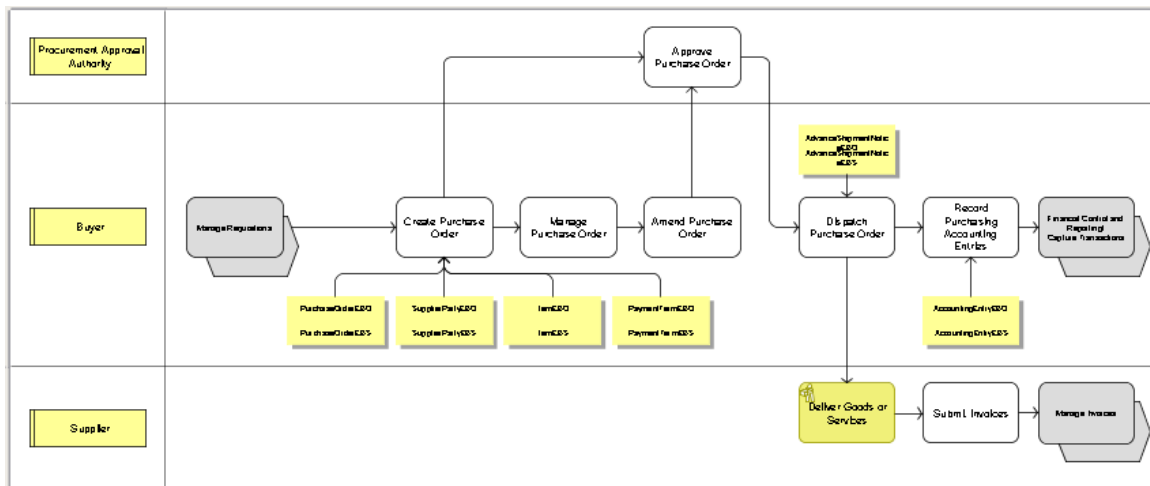 Procurement Approval
Authority
Approve
Purchase Order
AdvanceShipmentNotic
eEBO
AdvanceShipmentNotic
eEBS
Buyer
Manage Requisitions
Create Purchase
Order
Manage
Purchase Order
Amend Purchase
Order
Dispatch
Purchase Order
Record
Purchasing
Accounting
Entries
Financial Control and
Reporting/
Capture Transactions
PurchaseOrderEBO
PurchaseOrderEBS
SupplierPartyEBO
SupplierPartyEBS
ItemEBO
ItemEBS
PaymentTermEBO
PaymentTermEBS
AccountingEntryEBO
AccountingEntryEBS
Supplier
Deliver Goods or
Services
Submit Invoices
Manage Invoices